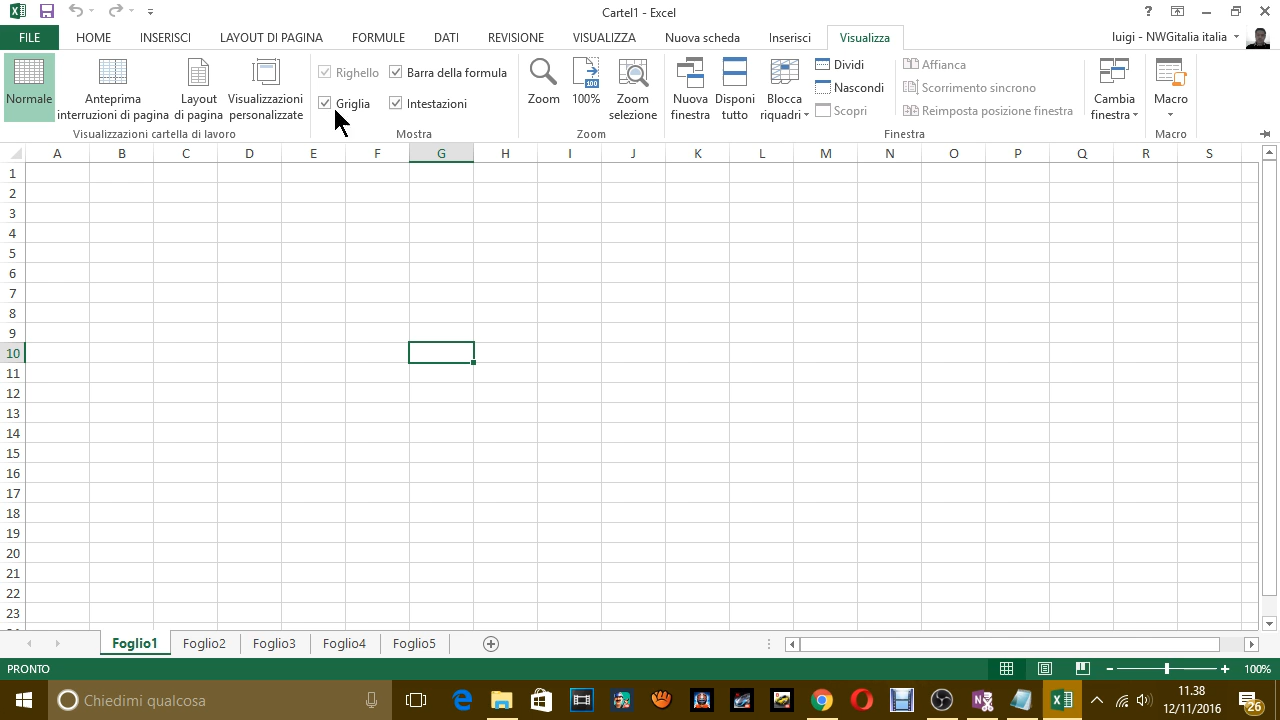 Cartel1 - Excel
?
FILE HOME INSERISCI LAYOUT DI PAGINA FORMULE DATI REVISIONE VISUALIZZA Nuova scheda Inserisci Visualizza luigi - NWGitalia italia
Normale
Anteprima
interruzioni di pagina
Layout
di pagina
Visualizzazioni
personalizzate
Visualizzazioni cartella di lavoro
Righello
Barra della formula
Griglia
Intestazioni
Mostra
Zoom
100
100%
Zoom
selezione
Zoom
Nuova
finestra
Disponi
tutto
Blocca
riquadri
Dividi
Nascondi
Scopri
Affianca
Scorrimento sincrono
Reimposta posizione finestra
Finestra
Cambia
finestra
Macro
Macro
A B C D E F G H I J K L M N O P Q R S
1
2
3
4
5
6
7
8
9
10
11
12
13
14
15
16
17
18
19
20
21
22
23
Foglio1 Foglio2 Foglio3 Foglio4 Foglio5
PRONTO
100%
Chiedimi qualcosa
11.38
12/11/2016
26